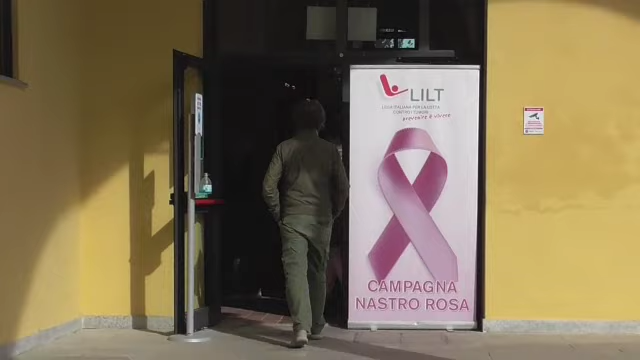 LILT
LEGA ITALIANA PER LA LOTTA
CONTRO I TUMORI
prevenire è vivere
CAMPAGNA
NASTRO ROSA